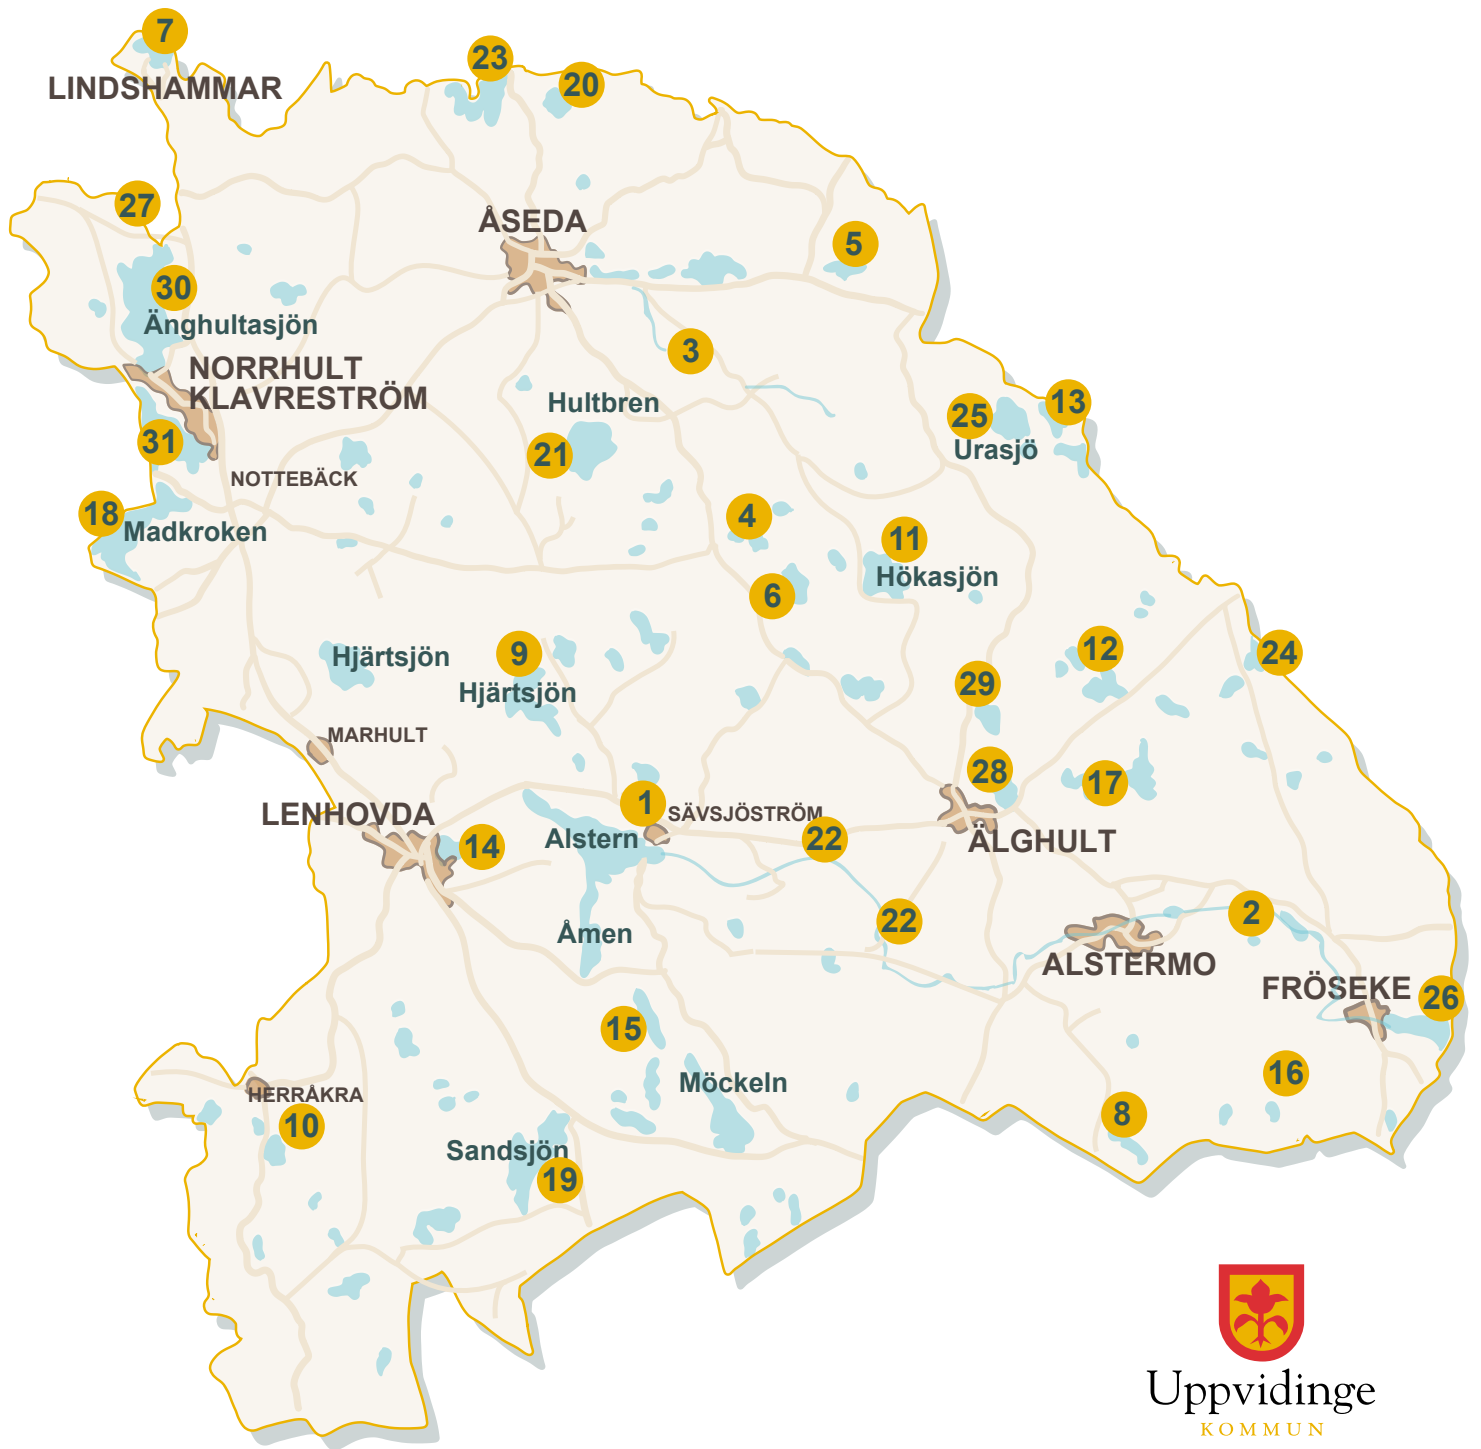 7
LINDSHAMMAR
23
20
27
ÅSEDA
5
30
Änghultasjön
3
NORRHULT
KLAVRESTRÖM
Hultbren
13
25
Urasjö
31
21
NOTTEBÄCK
18
Madkroken
4
11
Hökasjön
6
12
24
Hjärtsjön
9
Hjärtsjön
29
MARHULT
28
17
1
SÄVSJÖSTRÖM
LENHOVDA
14
Alstern
22
ÄLGHULT
22
2
Åmen
ALSTERMO
FRÖSEKE
26
15
16
Möckeln
HERRÅKRA
10
8
Sandsjön
19
Uppvidinge
KOMMUN